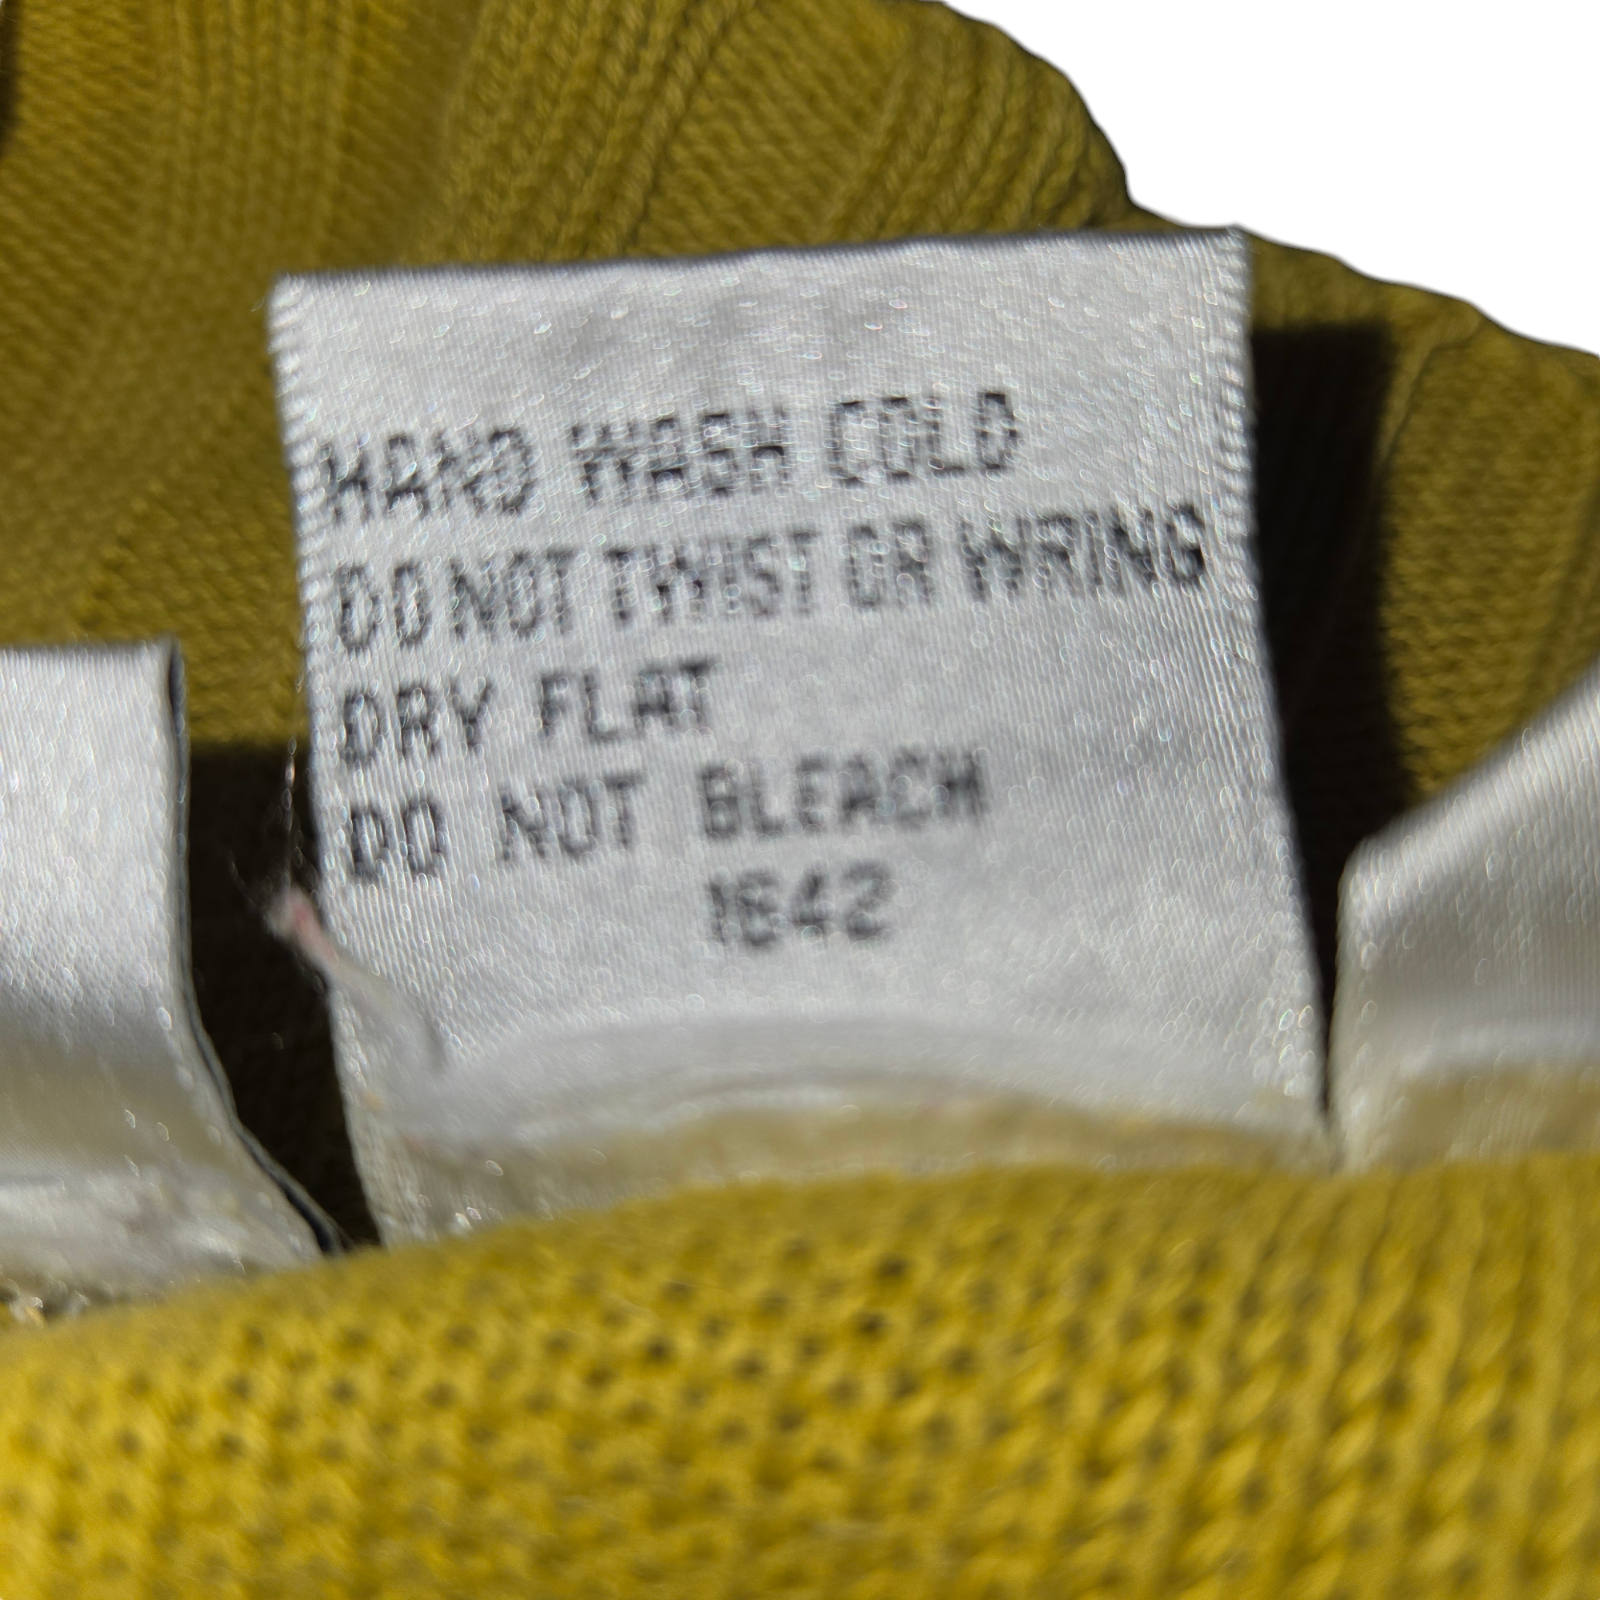 HAND WASH COLD
DO NOT TWIST OR WRING
DRY FLAT
DO NOT BLEACH
1642